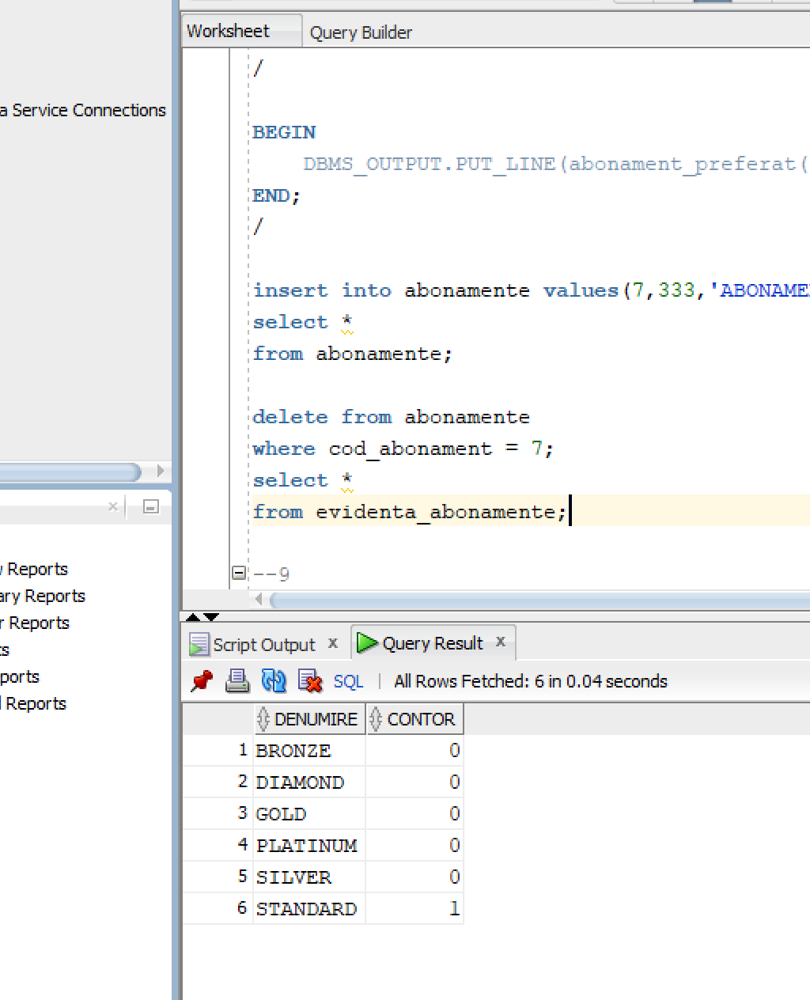 Worksheet
Query Builder
a Service Connections
/
BEGIN
DBMS_OUTPUT.PUT_LINE(abonament_preferat(
END;
/
insert into abonamente values(7,333,'ABONAME
select *
from abonamente;
delete from abonamente
where cod_abonament = 7;
select *
from evidenta_abonamente;
--9
Reports
ary Reports
r Reports
ts
ports
l Reports
Script Output x
Query Result x
SQL | All Rows Fetched: 6 in 0.04 seconds
DENUMIRE CONTOR
1 BRONZE 0
2 DIAMOND 0
3 GOLD 0
4 PLATINUM 0
5 SILVER 0
6 STANDARD 1